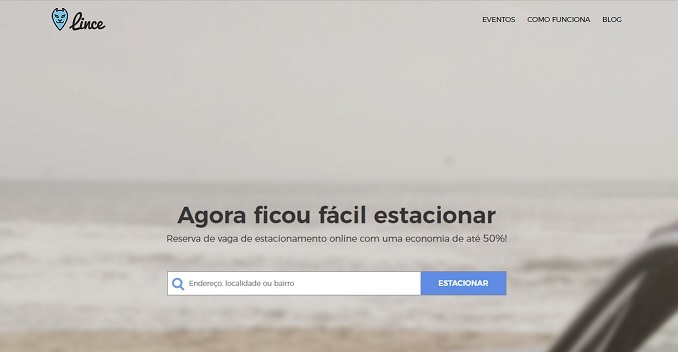 Lince
EVENTOS COMO FUNCIONA BLOG
Agora ficou fácil estacionar
Reserva de vaga de estacionamento online com uma economia de até 50%!
Endereço, localidade ou bairro
ESTACIONAR